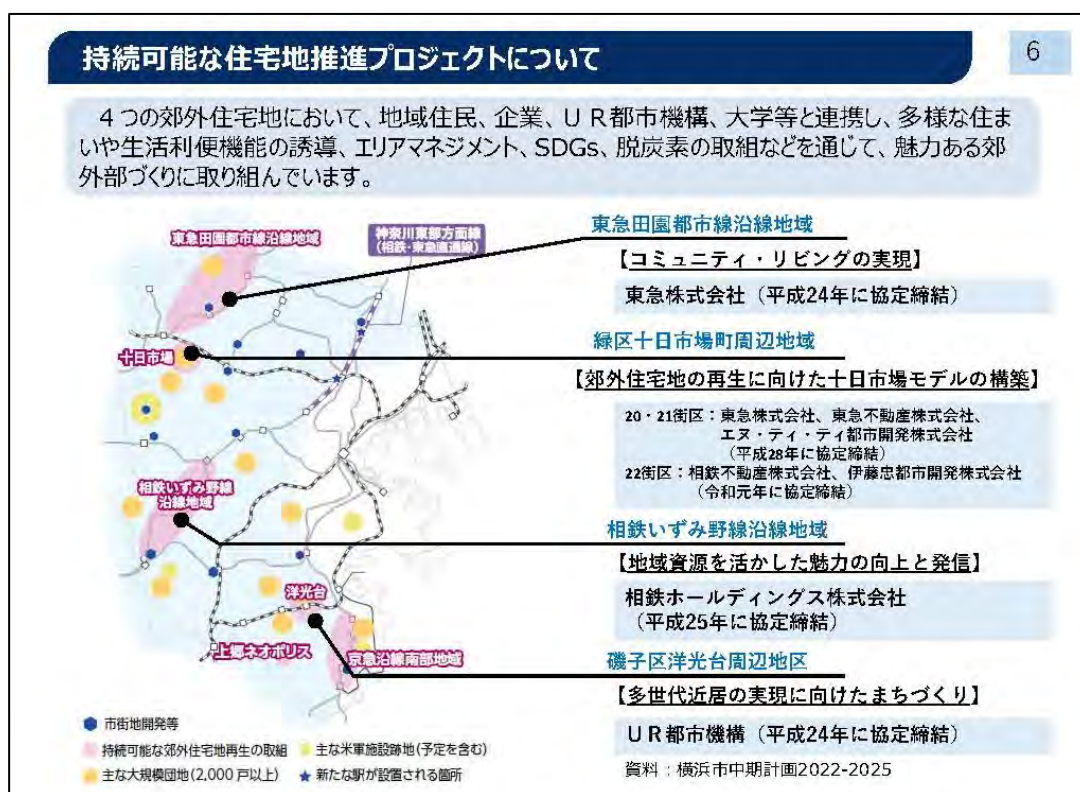 持続可能な住宅地推進プロジェクトについて
6
４つの郊外住宅地において、地域住民、企業、ＵＲ都市機構、大学等と連携し、多様な住ま
いや生活利便機能の誘導、エリアマネジメント、SDGs、脱炭素の取組などを通じて、魅力ある郊
外部づくりに取り組んでいます。
東急田園都市線沿線地域
神奈川東部方面線
(相鉄・東急直通線)
十日市場
相鉄いずみ野線
沿線地域
洋光台
上郷ネオポリス
京急沿線南部地域
東急田園都市線沿線地域
【コミュニティ・リビングの実現】
東急株式会社（平成24年に協定締結）
緑区十日市場町周辺地域
【郊外住宅地の再生に向けた十日市場モデルの構築】
20・21街区：東急株式会社、東急不動産株式会社、
エヌ・ティ・ティ都市開発株式会社
（平成28年に協定締結）
22街区：相鉄不動産株式会社、伊藤忠都市開発株式会社
（令和元年に協定締結）
相鉄いずみ野線沿線地域
【地域資源を活かした魅力の向上と発信】
相鉄ホールディングス株式会社
（平成25年に協定締結）
磯子区洋光台周辺地区
【多世代近居の実現に向けたまちづくり】
ＵＲ都市機構（平成24年に協定締結）
資料：横浜市中期計画2022-2025
市街地開発等
持続可能な郊外住宅地再生の取組
主な米軍施設跡地(予定を含む)
主な大規模団地(2,000戸以上)
新たな駅が設置される箇所